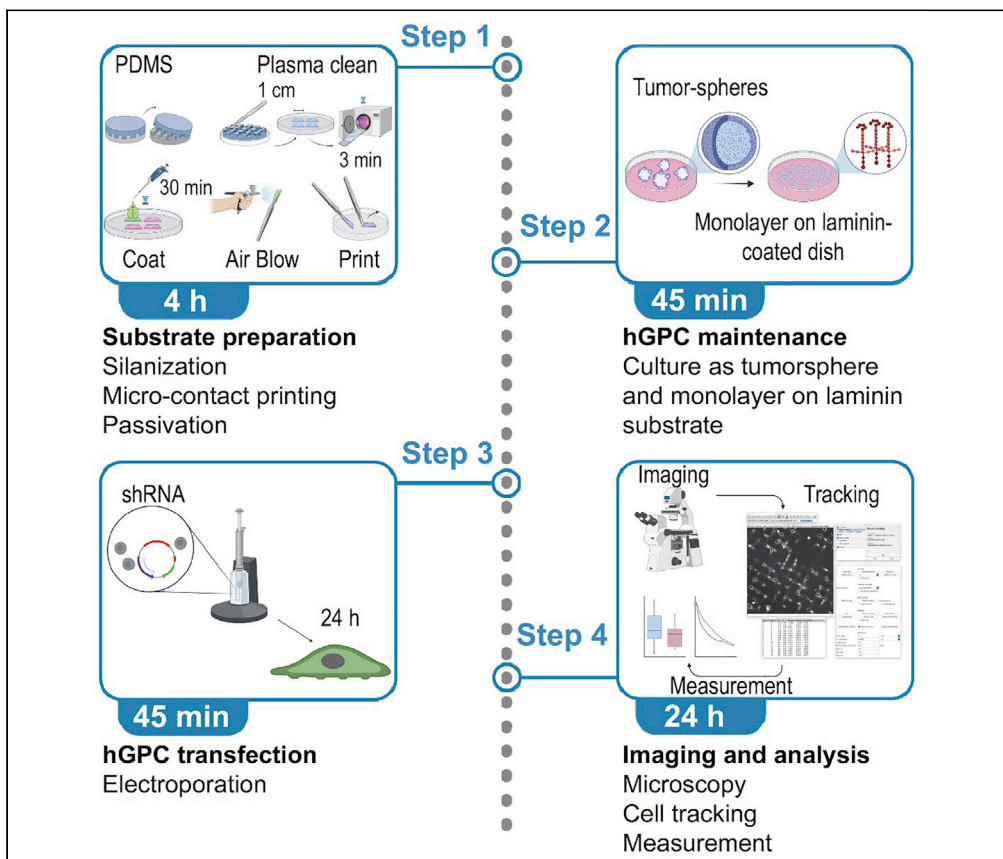 Step 1
PDMS
Plasma clean
1 cm
3 min
30 min
Coat
Air Blow
Print
4 h
Substrate preparation
Silanization
Micro-contact printing
Passivation
Step 2
Tumor-spheres
Monolayer on laminin-
coated dish
45 min
hGPC maintenance
Culture as tumorsphere
and monolayer on laminin
substrate
Step 3
shRNA
24 h
45 min
hGPC transfection
Electroporation
Step 4
Imaging
Tracking
Measurement
24 h
Imaging and analysis
Microscopy
Cell tracking
Measurement